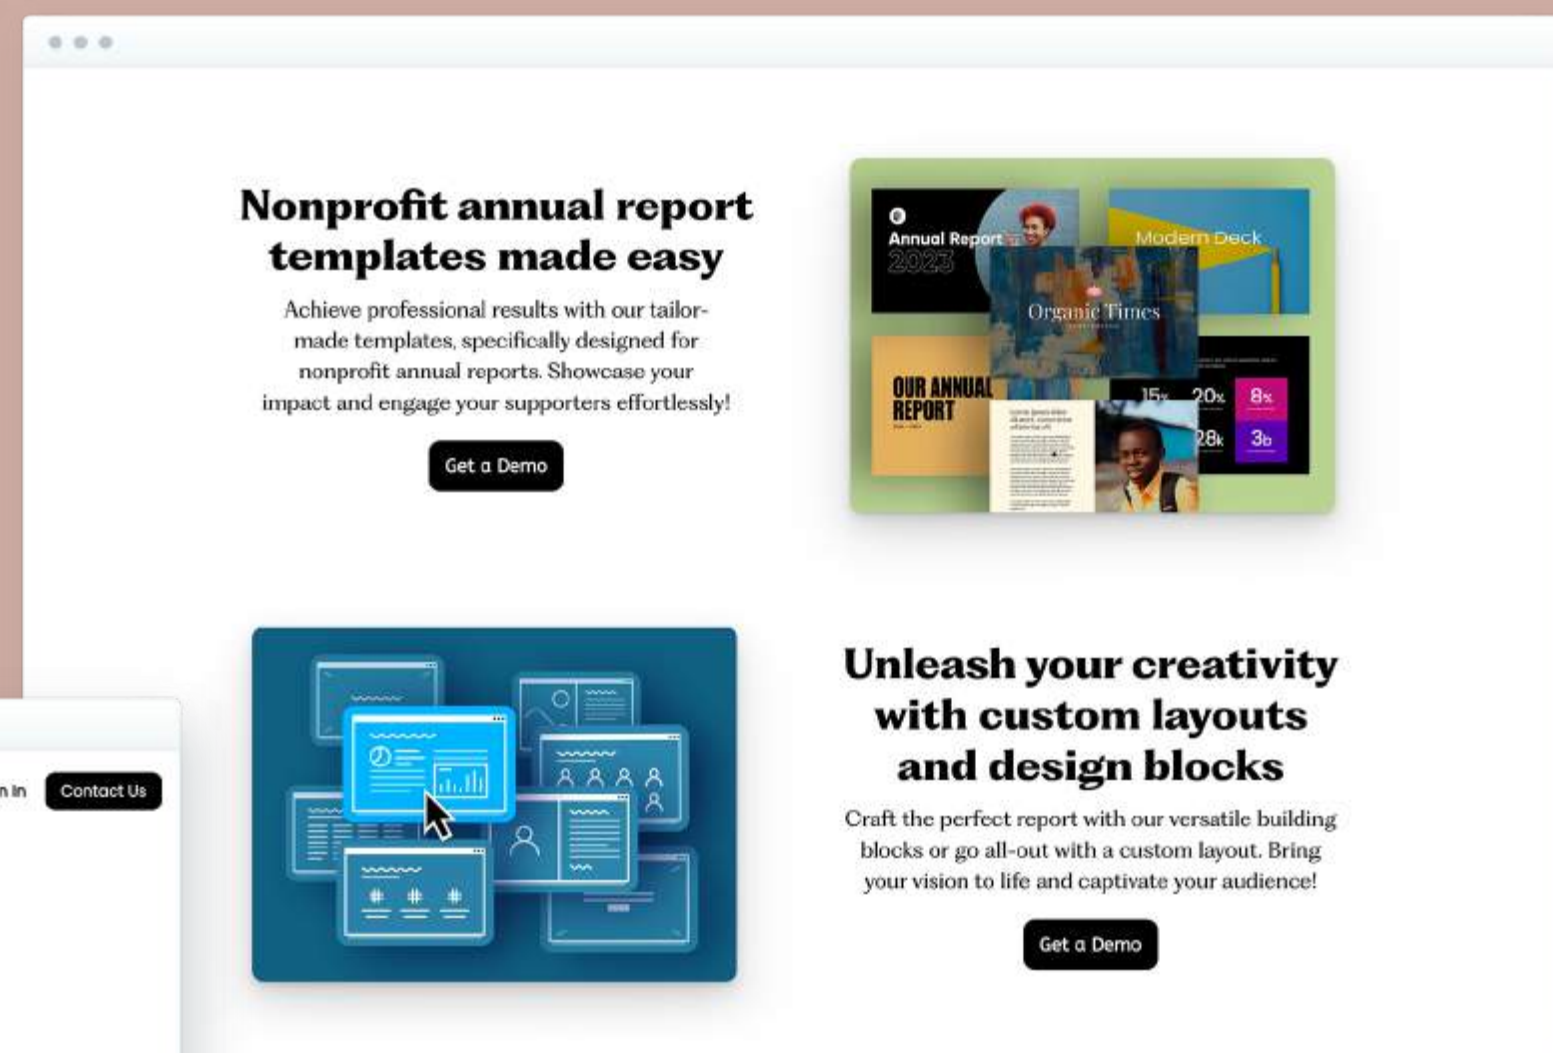 Nonprofit annual report
templates made easy
Achieve professional results with our tailor-
made templates, specifically designed for
nonprofit annual reports. Showcase your
impact and engage your supporters effortlessly!
Get a Demo
Annual Report
2023
Modern Deck
Organic Times
OUR ANNUAL
REPORT
15% 20% 8%
28k 3b
Unleash your creativity
with custom layouts
and design blocks
Craft the perfect report with our versatile building
blocks or go all-out with a custom layout. Bring
your vision to life and captivate your audience!
Get a Demo
In
Contact Us